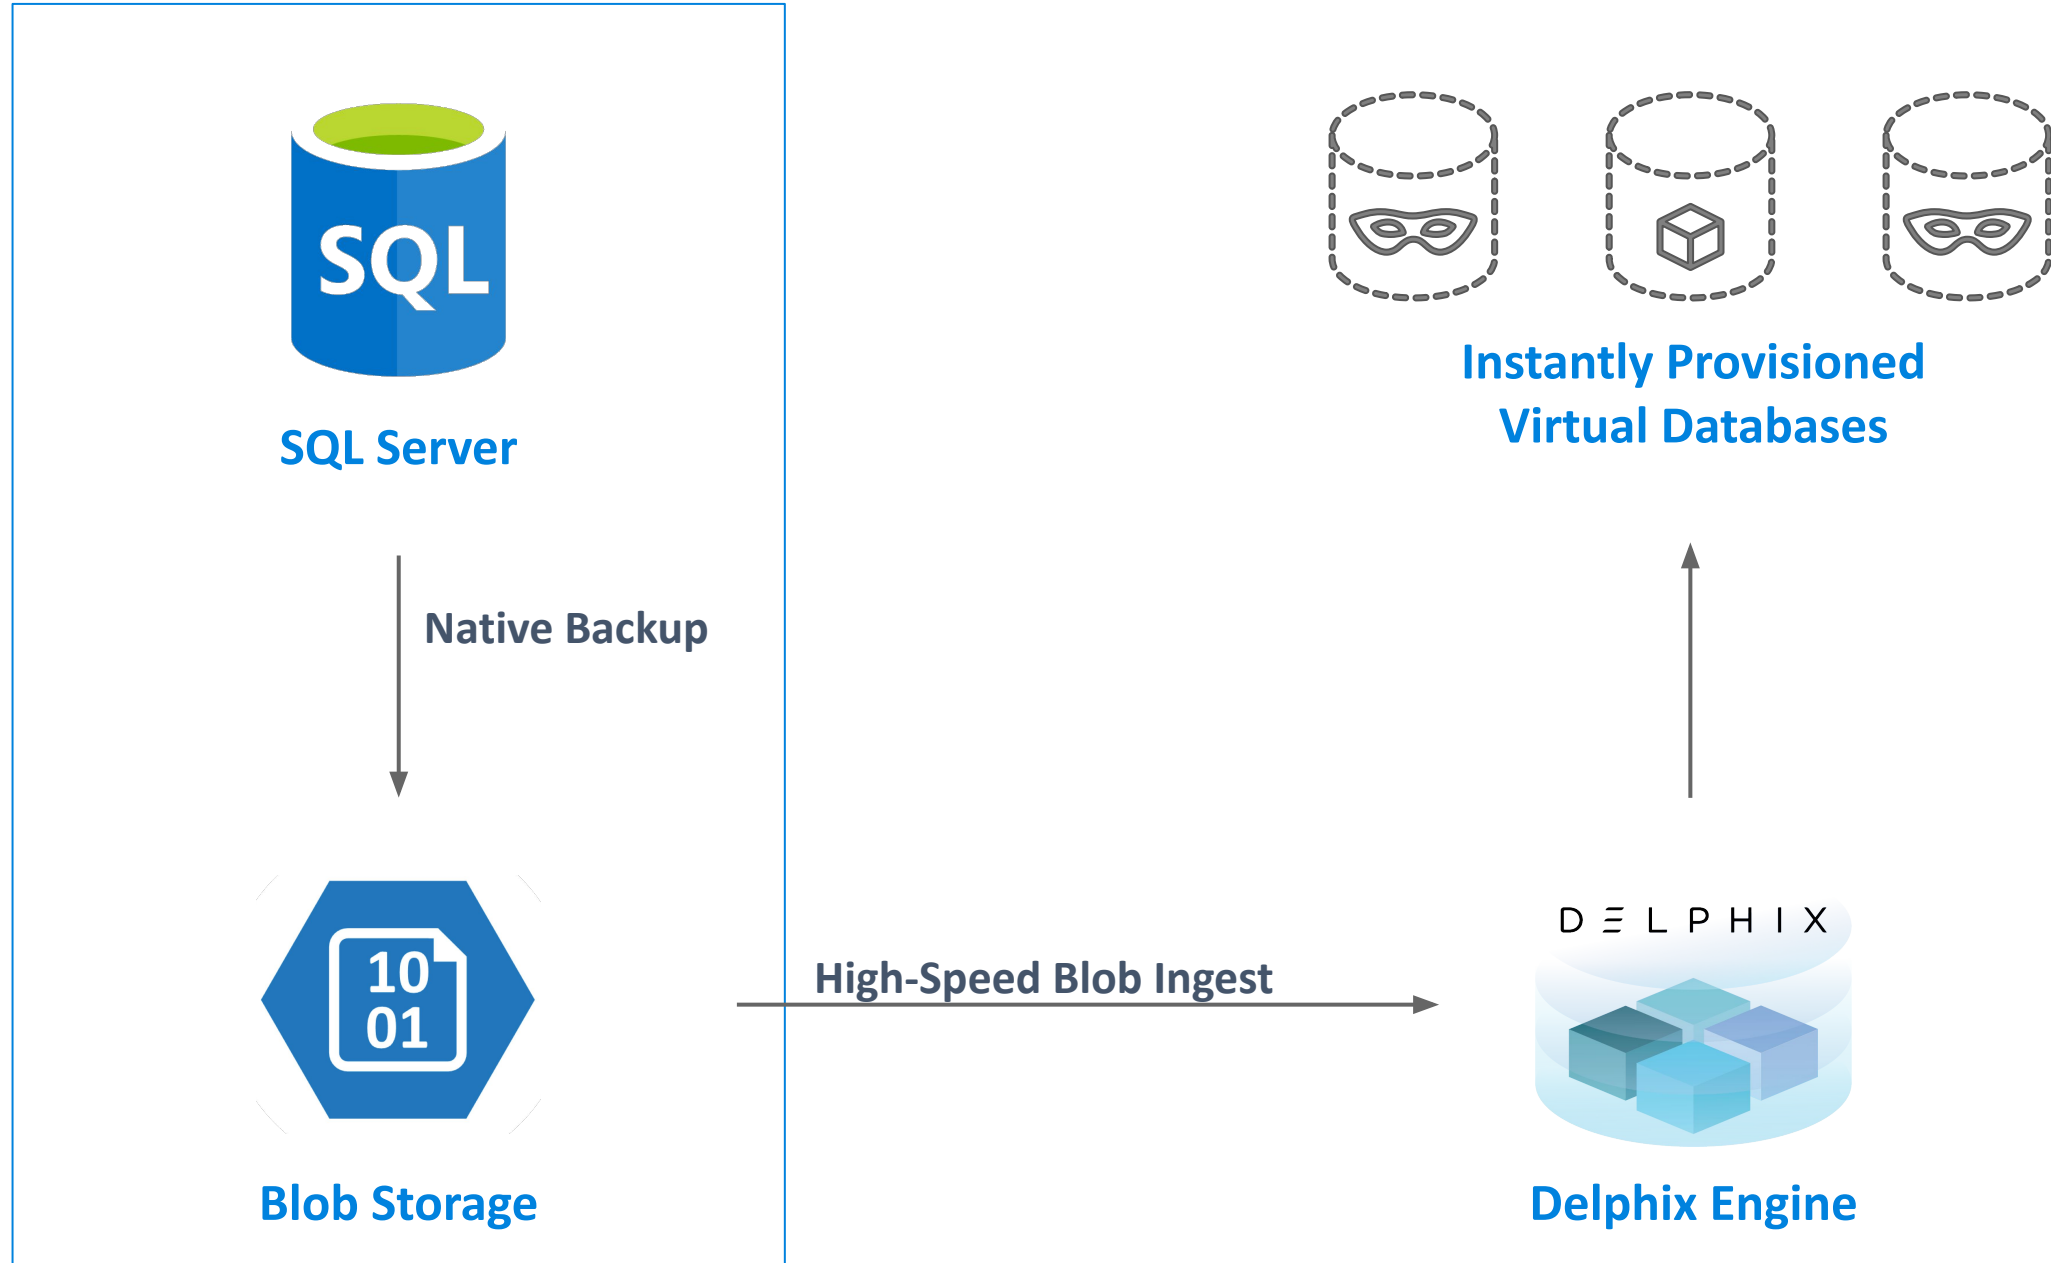 SQL
SQL Server
Native Backup
10
01
Blob Storage
High-Speed Blob Ingest
DELPHIX
Delphix Engine
Instantly Provisioned
Virtual Databases